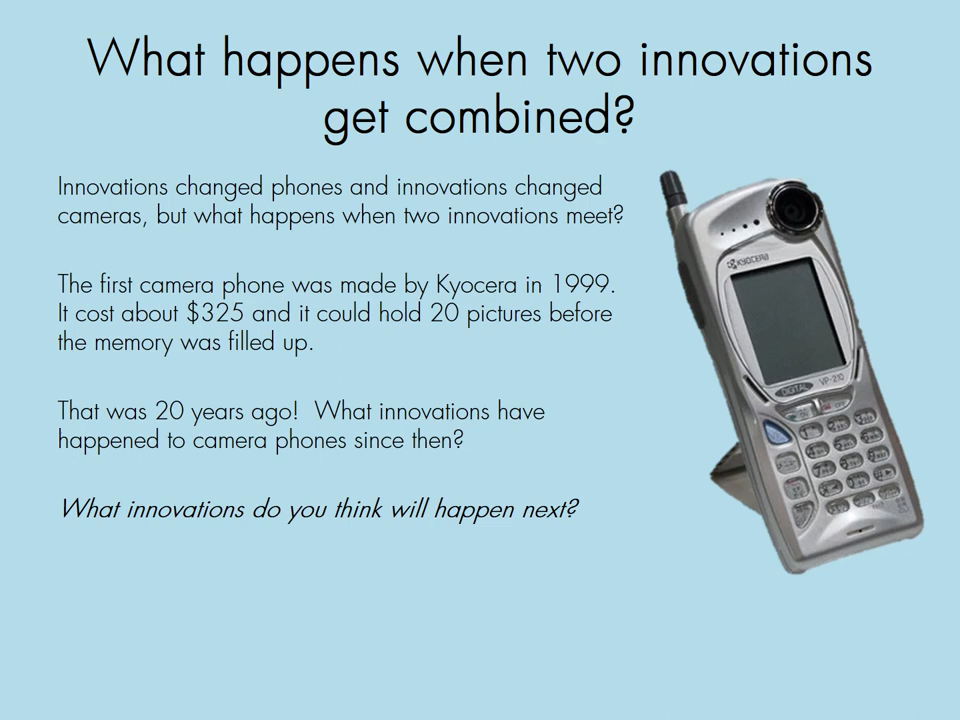 What happens when two innovations
get combined?
Innovations changed phones and innovations changed
cameras, but what happens when two innovations meet?
The first camera phone was made by Kyocera in 1999.
It cost about $325 and it could hold 20 pictures before
the memory was filled up.
That was 20 years ago!  What innovations have
happened to camera phones since then?
What innovations do you think will happen next?
KYOCERA
DIGITAL VP-210